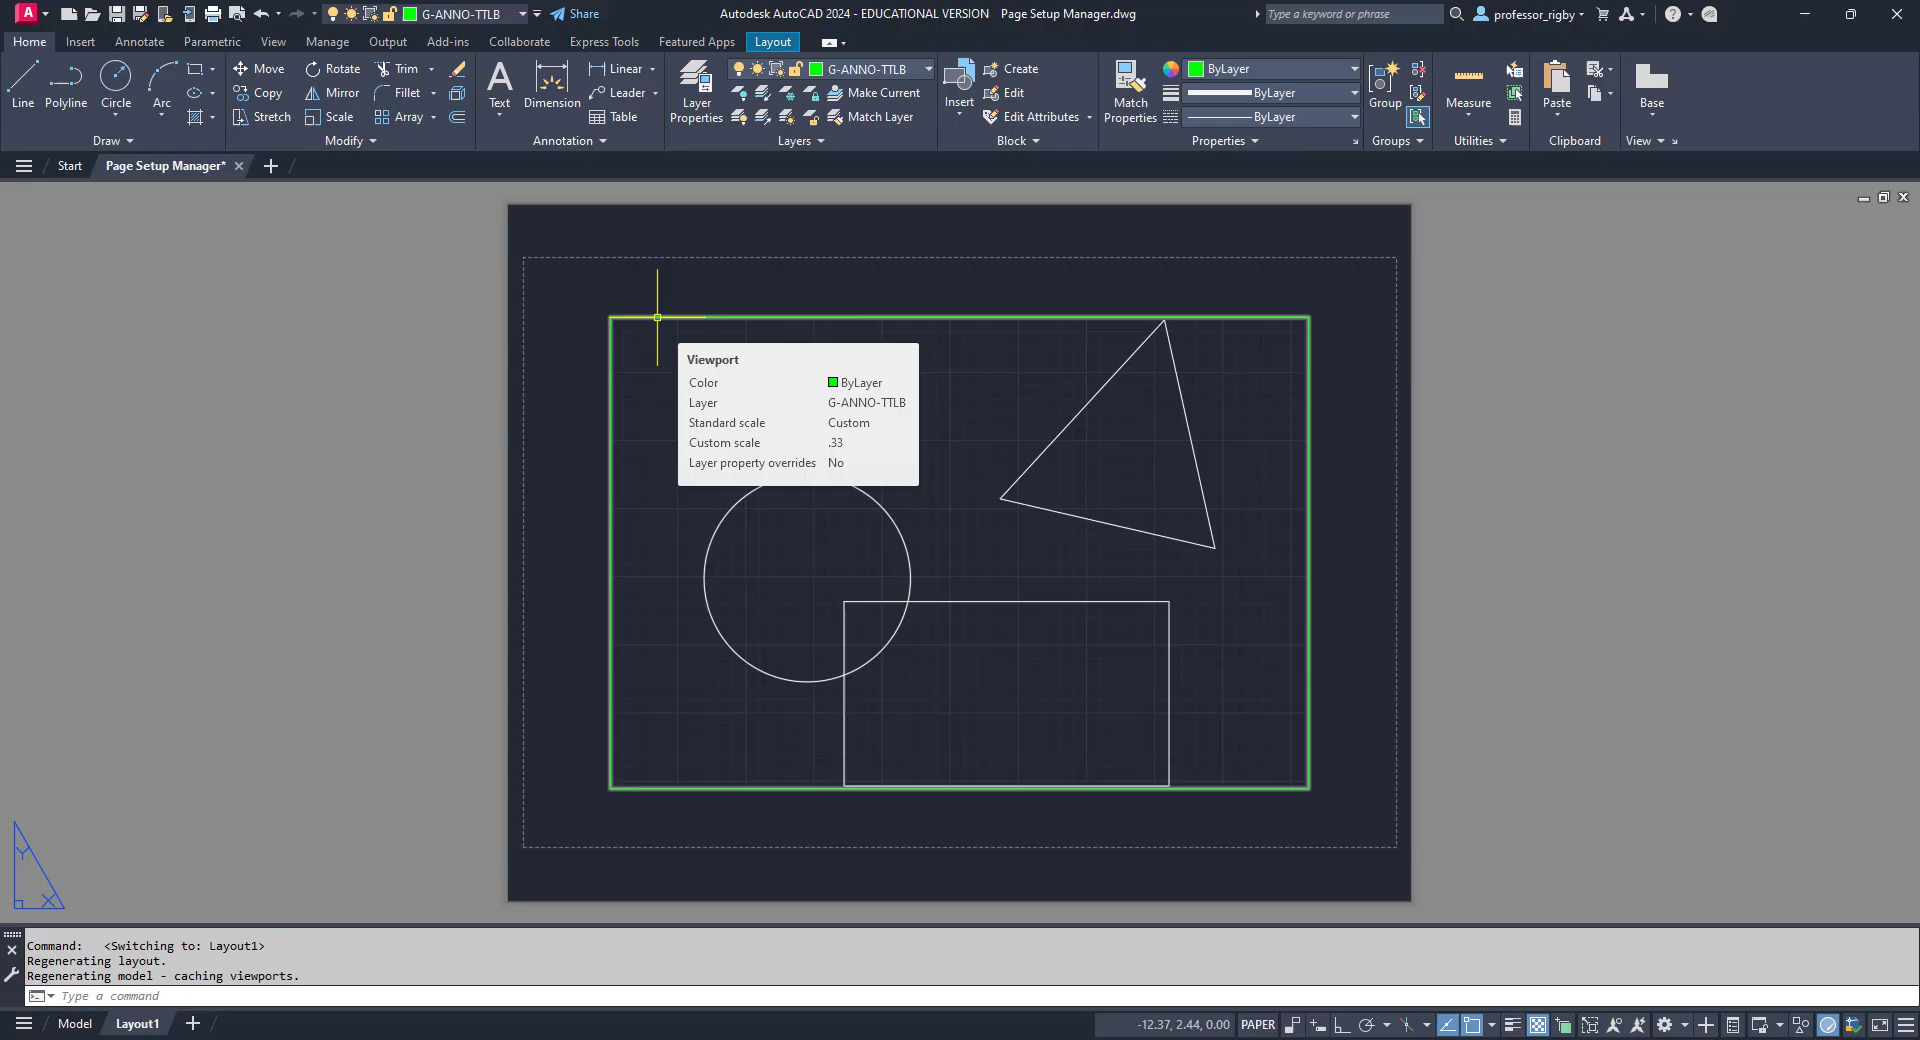 G-ANNO-TTLB Share Autodesk AutoCAD 2024 - EDUCATIONAL VERSION Page Setup Manager.dwg Type a keyword or phrase professor_rigby
Home Insert Annotate Parametric View Manage Output Add-ins Collaborate Express Tools Featured Apps Layout
Line Polyline Circle Arc
Draw
Move Rotate Trim
Copy Mirror Fillet
Stretch Scale Array
Modify
Text Dimension
Linear
Leader
Table
Annotation
Layer Properties
G-ANNO-TTLB
Make Current
Match Layer
Layers
Insert
Create
Edit
Edit Attributes
Block
Match Properties
ByLayer
ByLayer
ByLayer
Properties
Group
Groups
Measure
Utilities
Paste
Clipboard
Base
View
Start Page Setup Manager*
Viewport
Color ByLayer
Layer G-ANNO-TTLB
Standard scale Custom
Custom scale .33
Layer property overrides No
Y
X
Command: <Switching to: Layout1>
Regenerating layout.
Regenerating model - caching viewports.
Type a command
Model Layout1
-12.37, 2.44, 0.00 PAPER